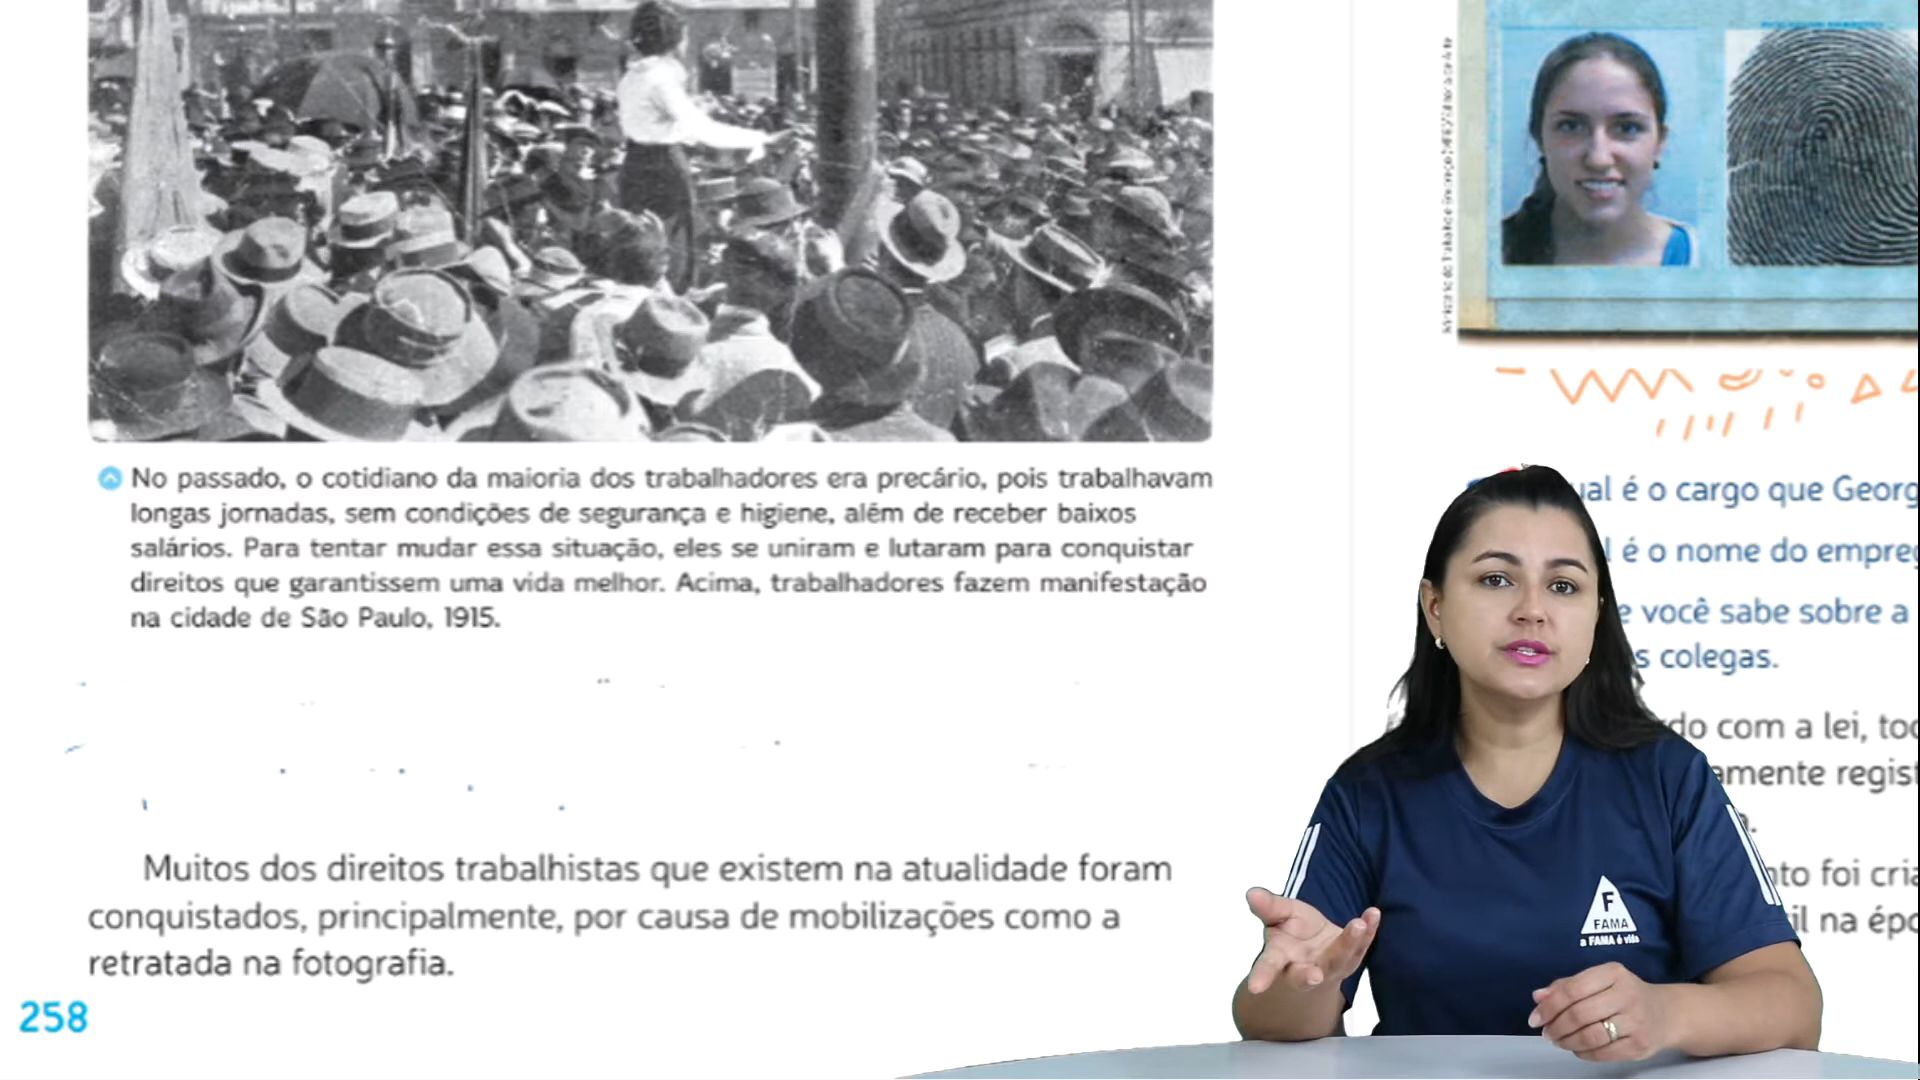 No passado, o cotidiano da maioria dos trabalhadores era precário, pois trabalhavam
longas jornadas, sem condições de segurança e higiene, além de receber baixos
salários. Para tentar mudar essa situação, eles se uniram e lutaram para conquistar
direitos que garantissem uma vida melhor. Acima, trabalhadores fazem manifestação
na cidade de São Paulo, 1915.
Muitos dos direitos trabalhistas que existem na atualidade foram
conquistados, principalmente, por causa de mobilizações como a
retratada na fotografia.
258
ual é o cargo que Georg
l é o nome do empreg
e você sabe sobre a
s colegas.
rdo com a lei, to
amente regist
nto foi cria
il na épo
F
FAMA
a FAMA é vida